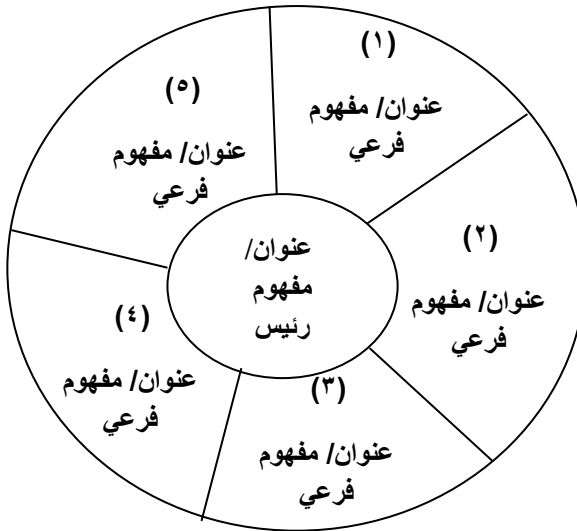 (١)
عنوان/ مفهوم
فرعي
(٢)
عنوان/ مفهوم
فرعي
(٣)
عنوان/ مفهوم
فرعي
(٤)
عنوان/ مفهوم
فرعي
(٥)
عنوان/ مفهوم
فرعي
عنوان/
مفهوم
رئيس